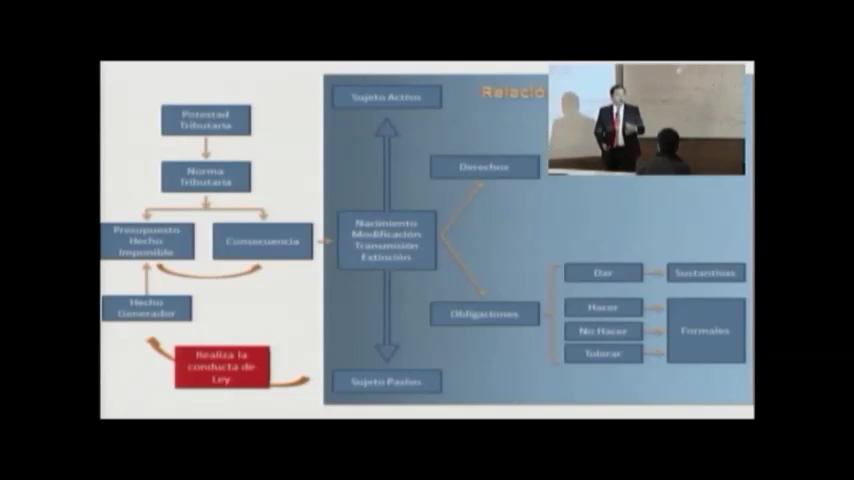 Potestad
Tributaria
Norma
Tributaria
Presupuesto
Hecho
Imponible
Consecuencia
Hecho
Generador
Realiza la
conducta de
Ley
Relació
Sujeto Activo
Derechos
Nacimiento
Modificación
Transmisión
Extinción
Obligaciones
Dar
Sustantivas
Hacer
No Hacer
Tolerar
Formales
Sujeto Pasivo